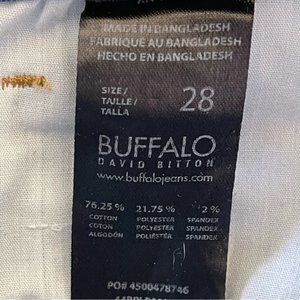 MADE IN BANGLADESH
FABRIQUÉ AU BANGLADESH
HECHO EN BANGLADESH
SIZE/
TAILLE/
TALLA
28
BUFFALO
DAVID BITTON
www.buffalojeans.com
76.25 % 21.75 % 2 %
COTTON POLYESTER SPANDEX
COTON POLYESTER SPANDEX
ALGODÓN POLIÉSTER SPANDEX
PO# 4500478746